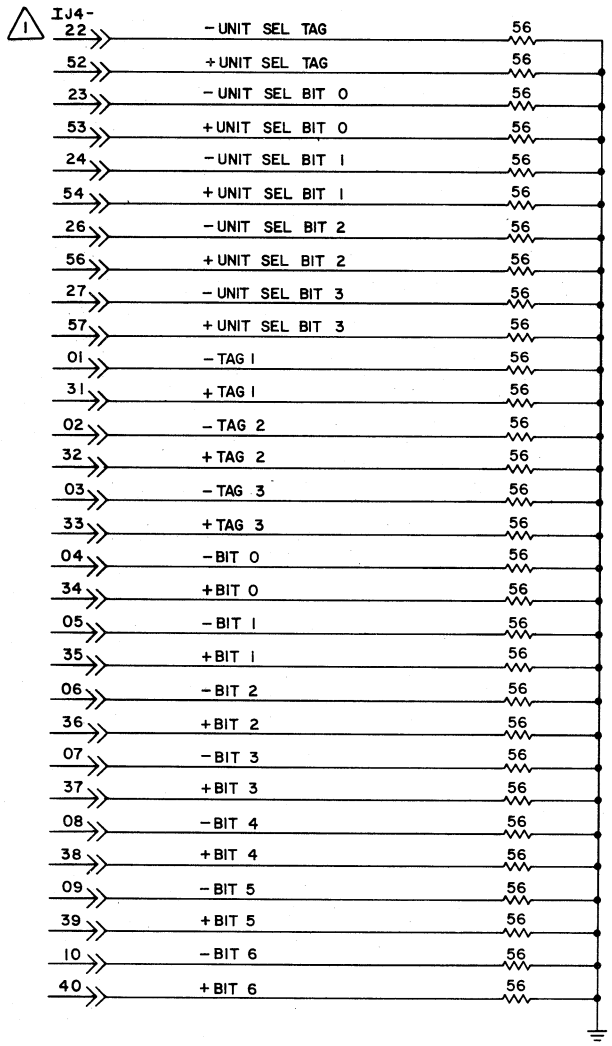 1 IJ4-
22 -UNIT SEL TAG 56
52 +UNIT SEL TAG 56
23 -UNIT SEL BIT 0 56
53 +UNIT SEL BIT 0 56
24 -UNIT SEL BIT 1 56
54 +UNIT SEL BIT 1 56
26 -UNIT SEL BIT 2 56
56 +UNIT SEL BIT 2 56
27 -UNIT SEL BIT 3 56
57 +UNIT SEL BIT 3 56
01 -TAG 1 56
31 +TAG 1 56
02 -TAG 2 56
32 +TAG 2 56
03 -TAG 3 56
33 +TAG 3 56
04 -BIT 0 56
34 +BIT 0 56
05 -BIT 1 56
35 +BIT 1 56
06 -BIT 2 56
36 +BIT 2 56
07 -BIT 3 56
37 +BIT 3 56
08 -BIT 4 56
38 +BIT 4 56
09 -BIT 5 56
39 +BIT 5 56
10 -BIT 6 56
40 +BIT 6 56